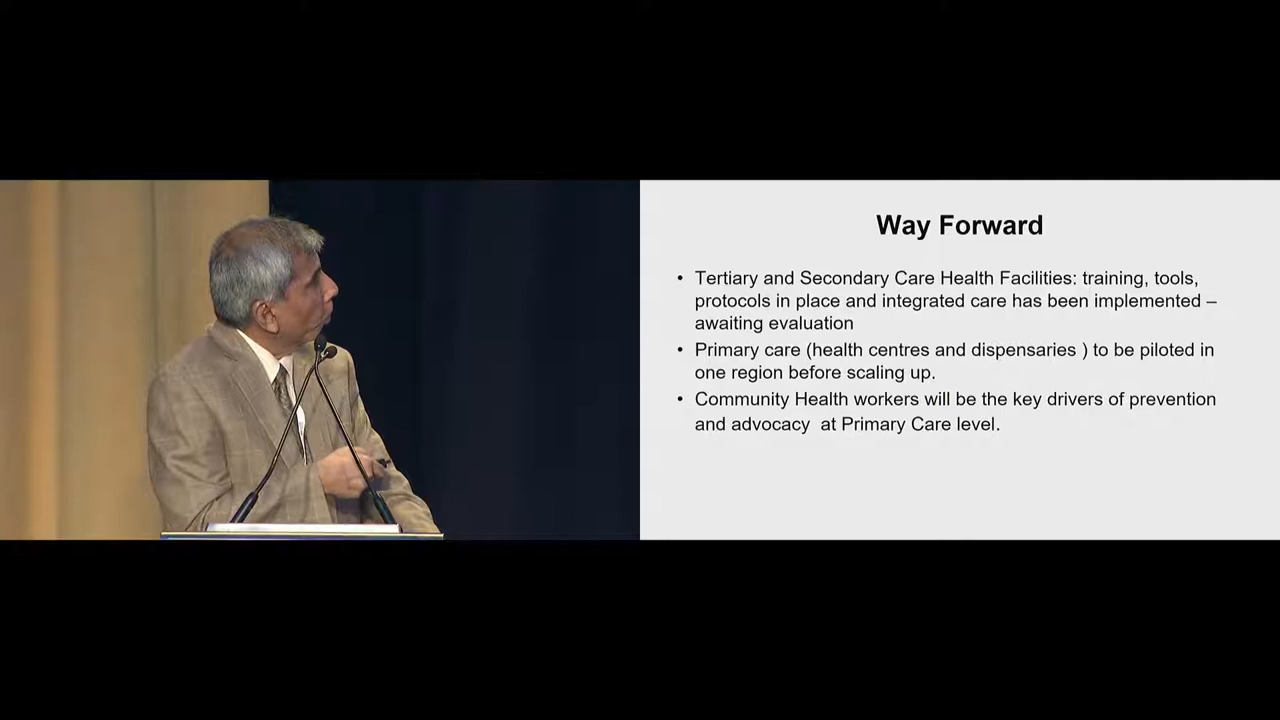 Way Forward
• Tertiary and Secondary Care Health Facilities: training, tools,
protocols in place and integrated care has been implemented –
awaiting evaluation
• Primary care (health centres and dispensaries ) to be piloted in
one region before scaling up.
• Community Health workers will be the key drivers of prevention
and advocacy  at Primary Care level.